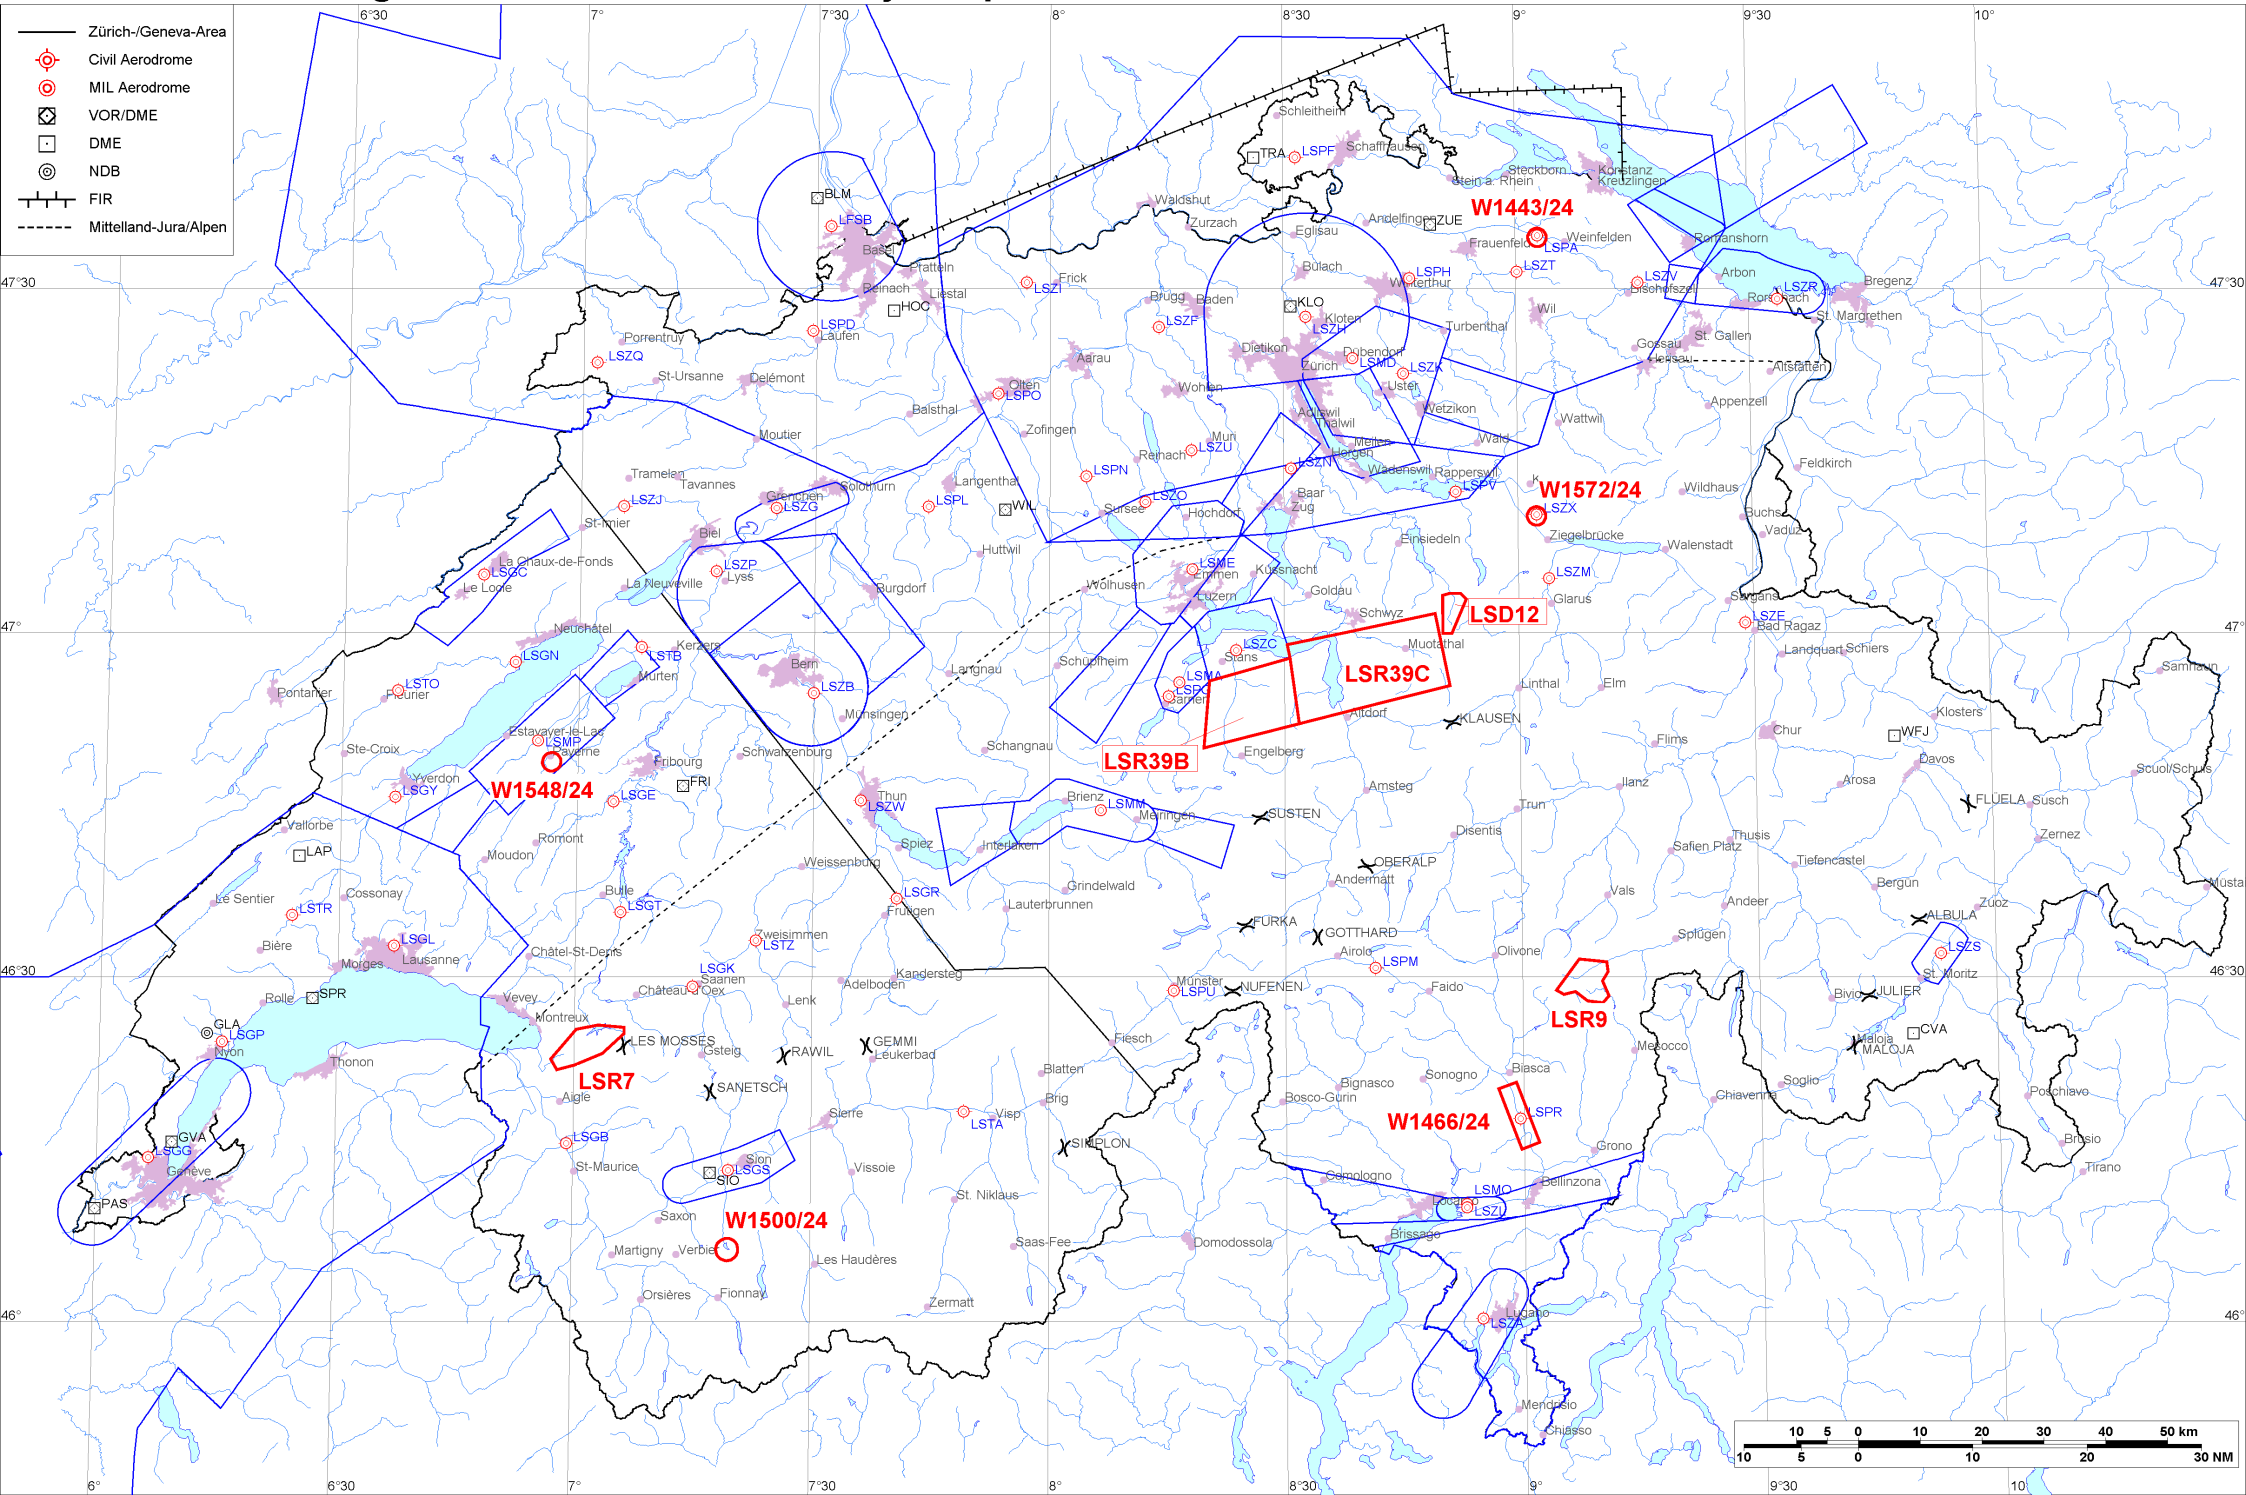 6°30
7°
7°30
8°
8°30
9°
9°30
10°
Zürich-/Geneva-Area
Civil Aerodrome
MIL Aerodrome
VOR/DME
DME
NDB
FIR
Mittelland-Jura/Alpen
Schleitheim
Schaffhausen
TRA
LSPF
Steckborn
Konstanz
Kreuzlingen
Stein a. Rhein
BLM
LFSB
Basel
Waldshut
Zurzach
Eglisau
Andelfingen
ZUE
W1443/24
LSPA
Weinfelden
Frauenfeld
Romanshorn
Pratteln
Reinach
Liestal
HOC
Frick
LSZI
Bülach
LSPH
Winterthur
LSZT
LSZV
Bischofszell
Arbon
Rorschach
LSZR
Bregenz
St. Margrethen
47°30
47°30
Porrentruy
LSZQ
LSPD
Laufen
Brugg
Baden
LSZF
KLO
Kloten
LSZH
Turbenthal
Wil
St. Gallen
Gossau
Herisau
Altstätten
St-Ursanne
Delémont
Aarau
Dietikon
Zürich
Dübendorf
LSMD
LSZK
Uster
Appenzell
Olten
LSPO
Wohlen
Balsthal
Zofingen
Adliswil
Thalwil
Wetzikon
Wattwil
Moutier
Muri
LSZU
Reinach
Meilen
Horgen
Wald
Tramelan
Tavannes
LSPN
LSZN
Wädenswil
Rapperswil
LSPV
Feldkirch
Wildhaus
Grenchen
LSZG
Solothurn
Langenthal
LSPL
LSZJ
WIL
LSZO
Sursee
Hochdorf
Baar
Zug
W1572/24
LSZX
Ziegelbrücke
Buchs
Vaduz
St-Imier
Biel
Huttwil
Einsiedeln
Walenstadt
La Chaux-de-Fonds
LSGC
Le Locle
LSZP
Lyss
La Neuveville
Burgdorf
Wolhusen
LSME
Emmen
Luzern
Küssnacht
Goldau
LSZM
Glarus
Sargans
Schwyz
LSD12
LSZE
Bad Ragaz
47°
47°
Neuchâtel
LSGN
LSTB
Kerzers
Murten
Bern
LSZB
Langnau
Schüpfheim
LSZC
Stans
LSMA
LSPG
Muotathal
LSR39C
Landquart
Schiers
Samnaun
Pontarlier
LSTO
Fleurier
Münsingen
Altdorf
KLAUSEN
Linthal
Elm
Klosters
Estavayer-le-Lac
LSMP
Payerne
Ste-Croix
Fribourg
FRI
Schwarzenburg
Schangnau
LSR39B
Engelberg
Flims
Chur
WFJ
Davos
Yverdon
LSGY
W1548/24
LSGE
Thun
LSZW
Brienz
LSMM
Meiringen
Amsteg
SUSTEN
Trun
Ilanz
Arosa
Scuol/Schuls
FLÜELA
Susch
Vallorbe
LAP
Romont
Moudon
Spiez
Interlaken
Weissenburg
Disentis
Safien Platz
Thusis
Zernez
Tiefencastel
OBERALP
Andermatt
Le Sentier
Cossonay
LSTR
Bulle
LSGT
LSGR
Frutigen
Grindelwald
Lauterbrunnen
Vals
Andeer
Bergün
Zuoz
Müsta
FURKA
GOTTHARD
ALBULA
LSZS
St. Moritz
Bière
LSGL
Lausanne
Morges
Châtel-St-Denis
Zweisimmen
LSTZ
Airolo
LSPM
Olivone
Splügen
46°30
46°30
LSGK
Saanen
Château-d'Oex
Adelboden
Kandersteg
Lenk
Münster
LSPU
NUFENEN
Faido
LSR9
Bivio
JULIER
Rolle
SPR
Vevey
Montreux
GLA
LSGP
Nyon
Thonon
LES MOSSES
Gsteig
RAWIL
GEMMI
Leukerbad
Fiesch
Mesocco
Maloja
MALOJA
CVA
LSR7
Aigle
SANETSCH
Blatten
Brig
Bignasco
Sonogno
Biasca
Bosco-Gurin
Soglio
Chiavenna
Poschiavo
Sierre
LSTA
Visp
W1466/24
LSPR
GVA
LSGG
Genève
LSGB
St-Maurice
Sion
LSGS
SIO
Vissoie
SIMPLON
Grono
Brusio
Tirano
PAS
St. Niklaus
Comologno
LSMO
LSZL
Locarno
Bellinzona
Saxon
W1500/24
Martigny
Verbier
Les Haudères
Saas-Fee
Domodossola
Brissago
Orsières
Fionnay
Zermatt
46°
46°
Lugano
LSZA
Mendrisio
Chiasso
10 5 0 10 20 30 40 50 km
10 5 0 10 20 30 NM
6°
6°30
7°
7°30
8°
8°30
9°
9°30
10